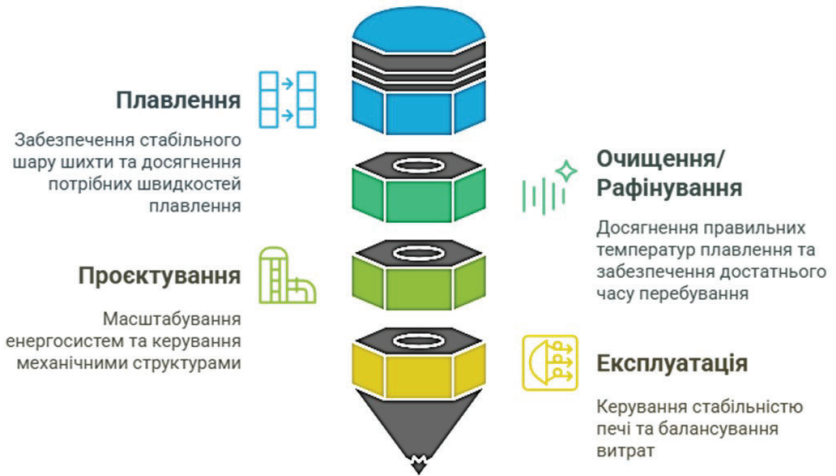 Плавлення
Забезпечення стабільного
шару шихти та досягнення
потрібних швидкостей
плавлення
Очищення/
Рафінування
Досягнення правильних
температур плавлення та
забезпечення достатнього
часу перебування
Проєктування
Масштабування
енергосистем та керування
механічними структурами
Експлуатація
Керування стабільністю
печі та балансування
витрат